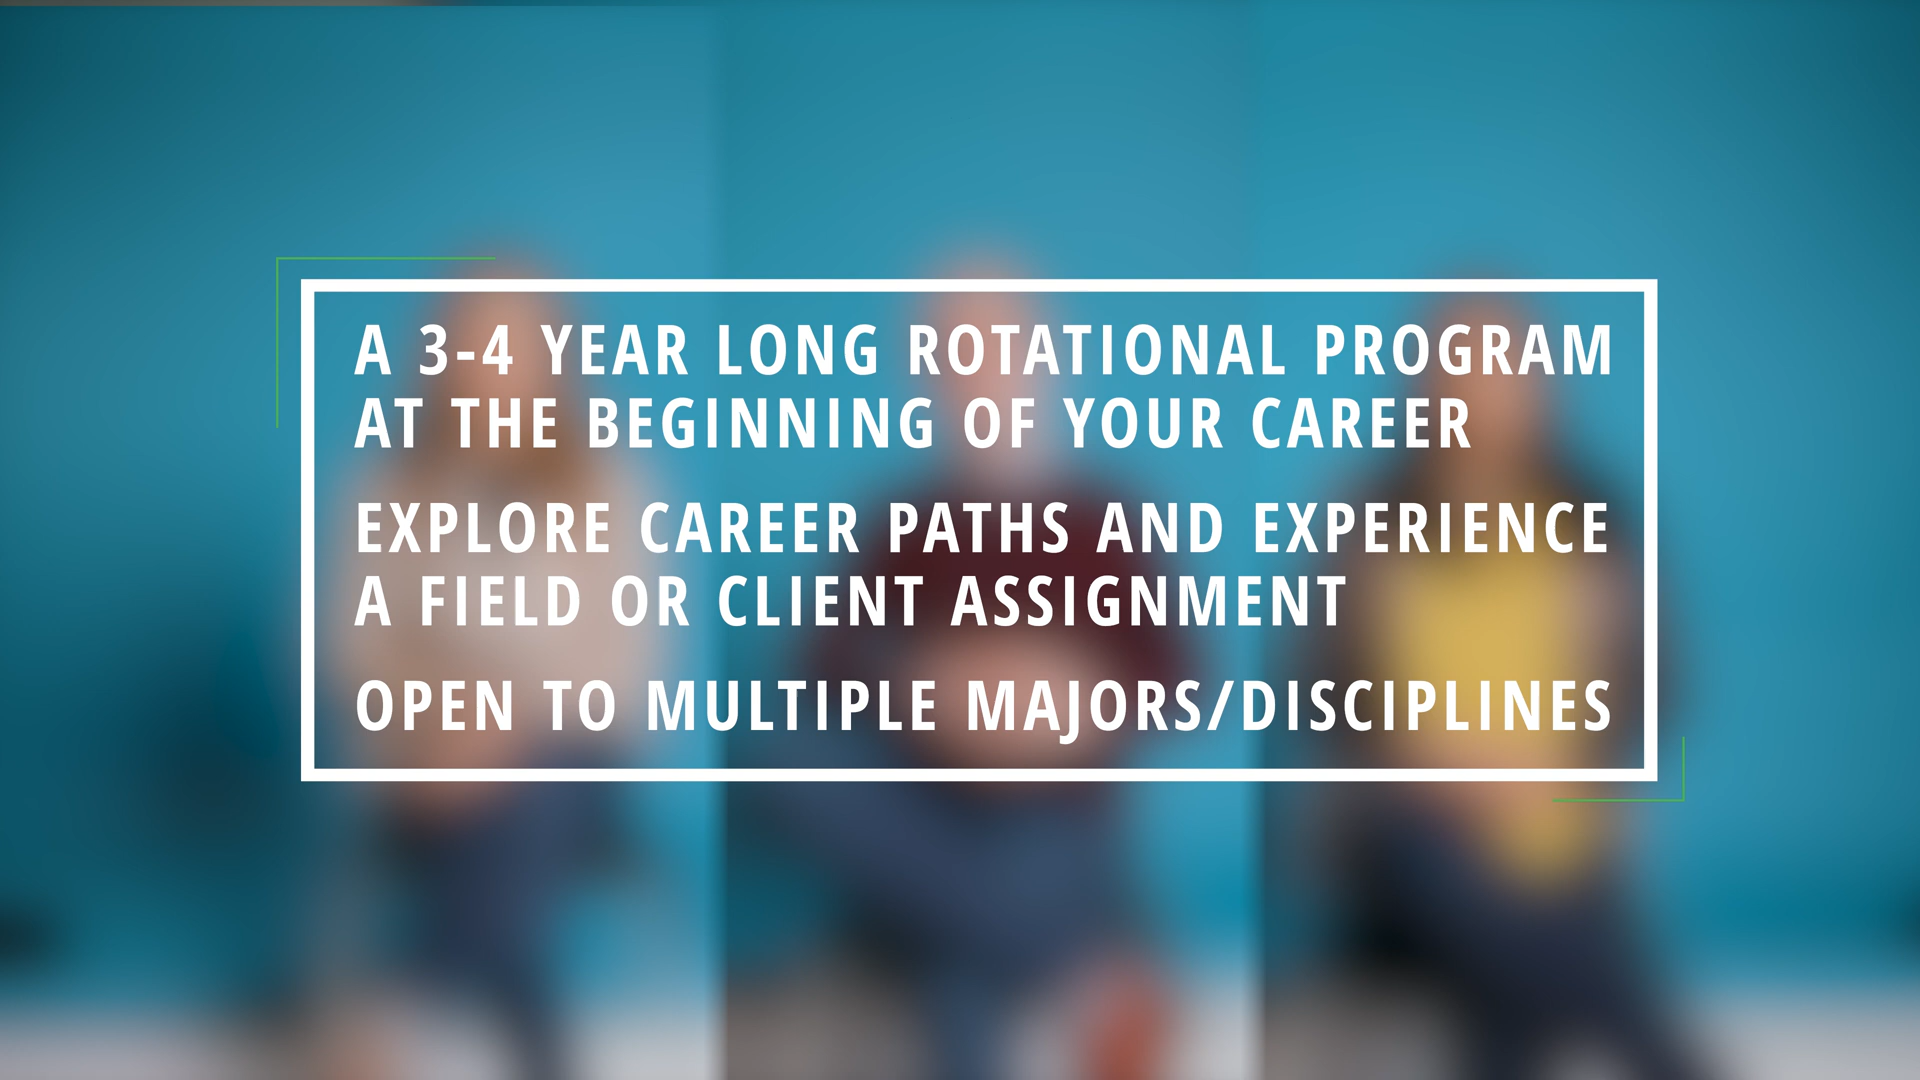 A 3-4 YEAR LONG ROTATIONAL PROGRAM
AT THE BEGINNING OF YOUR CAREER
EXPLORE CAREER PATHS AND EXPERIENCE
A FIELD OR CLIENT ASSIGNMENT
OPEN TO MULTIPLE MAJORS/DISCIPLINES